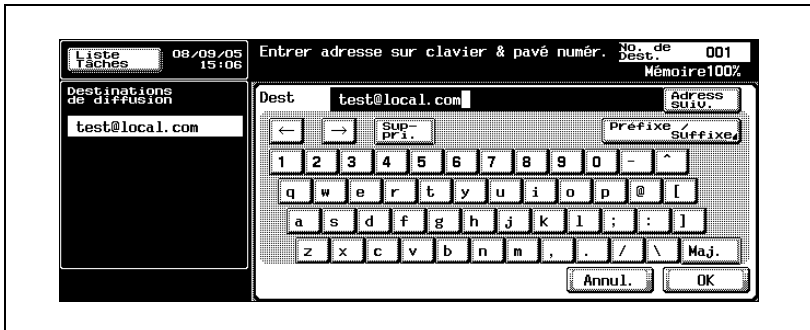 Liste
Tâches
08/09/05
15:06
Entrer adresse sur clavier & pavé numér.
No. de
Dest.
001
Mémoire100%
Destinations
de diffusion
test@local.com
Dest test@local.com
Adress
suiv.
← → Sup-
pri.
Préfixe /
Suffixe
1 2 3 4 5 6 7 8 9 0 - ^
q w e r t y u i o p @ [
a s d f g h j k l ; : ]
z x c v b n m , . / \ Maj.
Annul. OK